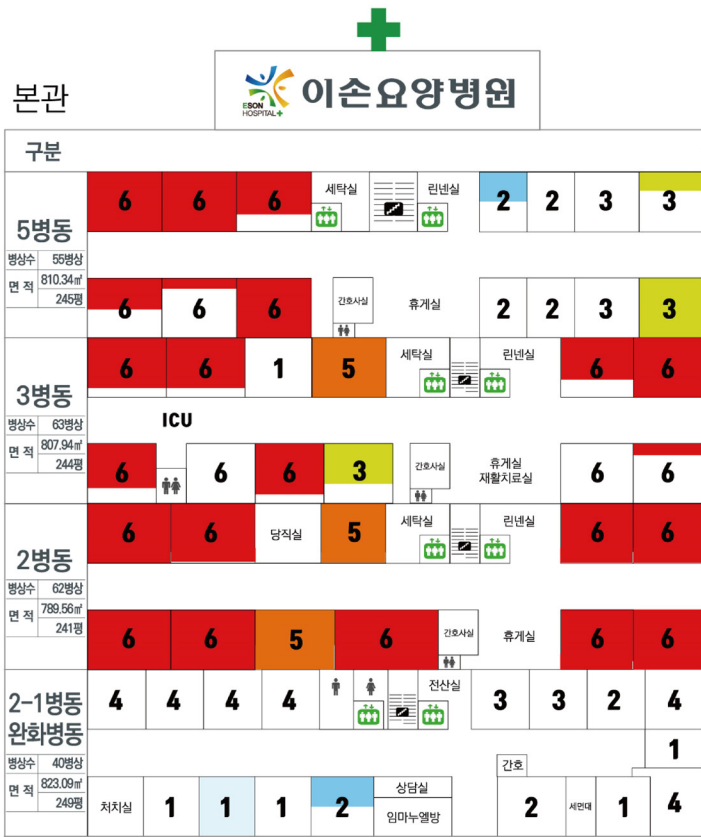 본관
ESON
HOSPITAL+
이손요양병원
구분
5병동
병상수 55병상
면 적 810.34㎡
245평
6 6 6 세탁실 린넨실 2 2 3 3
6 6 6 간호사실 휴게실 2 2 3 3
3병동
병상수 63병상
면 적 807.94㎡
244평
6 6 1 5 세탁실 린넨실 6 6
ICU
6 6 6 3 간호사실 휴게실 6 6
재활치료실
2병동
병상수 62병상
면 적 789.56㎡
241평
6 6 당직실 5 세탁실 린넨실 6 6
6 6 5 6 간호사실 휴게실 6 6
2-1병동
완화병동
병상수 40병상
면 적 823.09㎡
249평
4 4 4 4 전산실 3 3 2 4
1
간호
처치실 1 1 1 2 상담실 2 세면대 1 4
임마누엘방